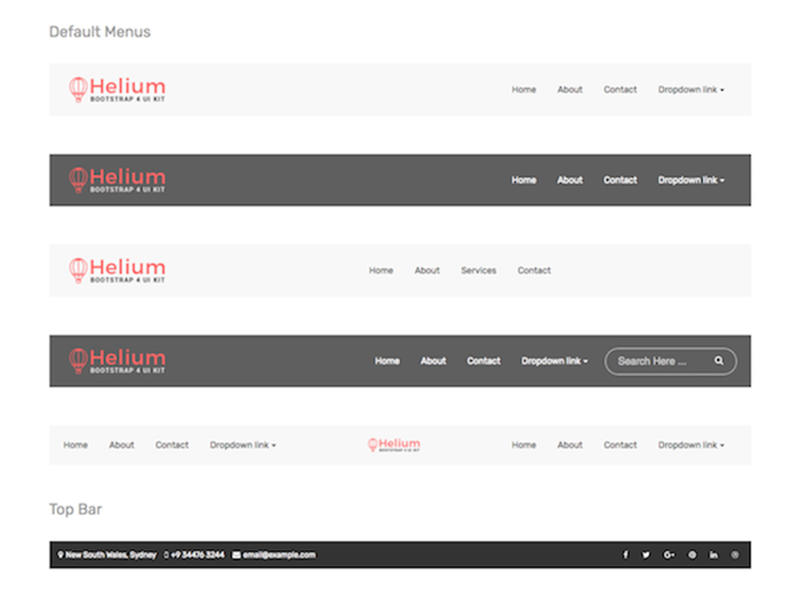 Default Menus
Helium Home About Contact Dropdown link
BOOTSTRAP 4 UI KIT
Helium Home About Contact Dropdown link
BOOTSTRAP 4 UI KIT
Helium Home About Services Contact
BOOTSTRAP 4 UI KIT
Helium Home About Contact Dropdown link Search Here ...
BOOTSTRAP 4 UI KIT
Home About Contact Dropdown link Helium Home About Contact Dropdown link
BOOTSTRAP 4 UI KIT
Top Bar
New South Wales, Sydney +9 34476 3244 email@example.com